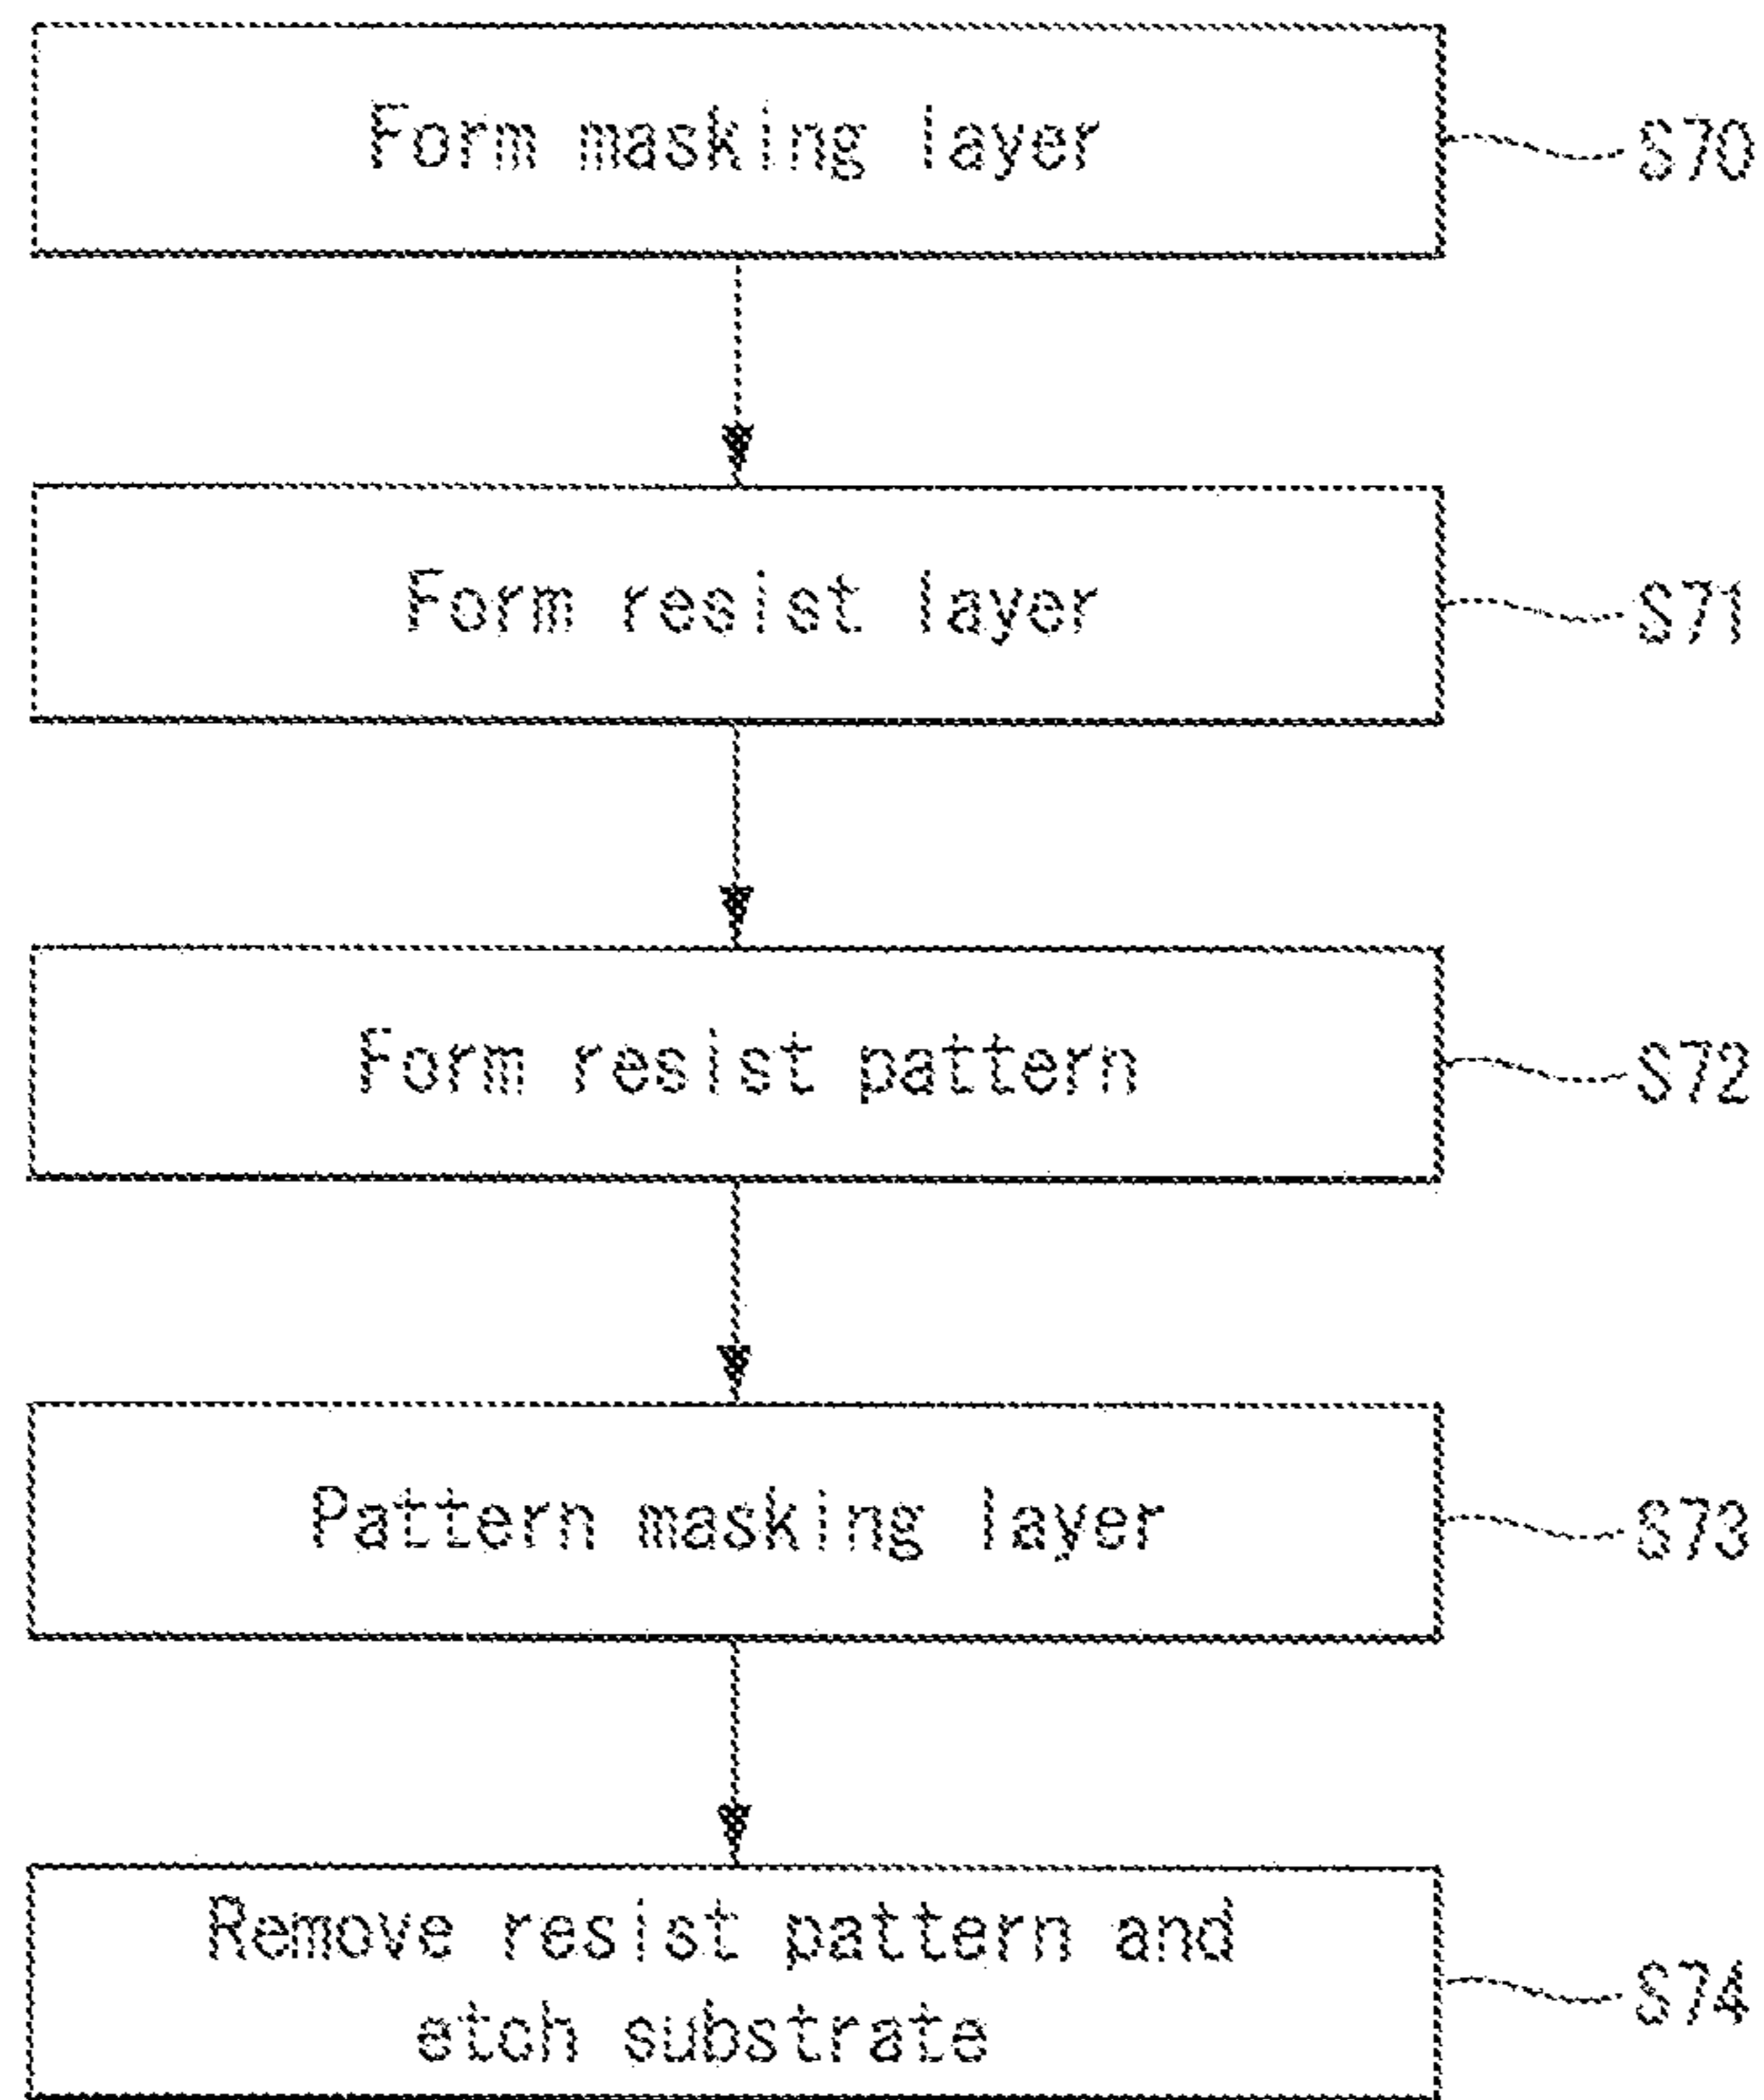 Form masking layer
S70
Form resist layer
S71
Form resist pattern
S72
Pattern masking layer
S73
Remove resist pattern and
etch substrate
S74